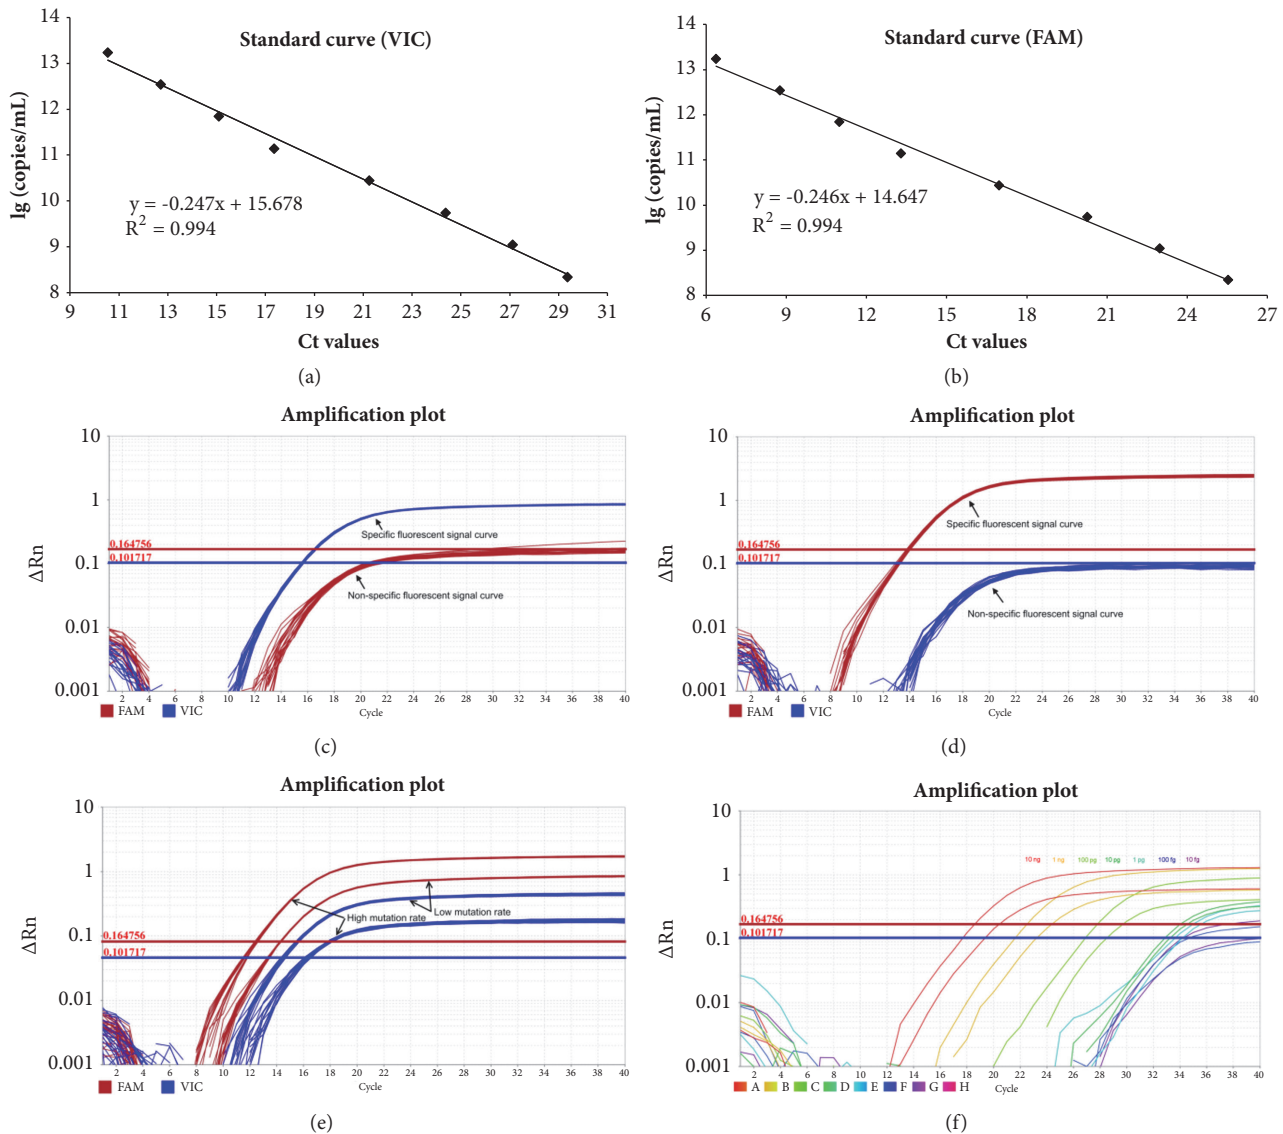 Standard curve (VIC)
lg (copies/mL)
14
13
12
11
10
9
8
y = -0.247x + 15.678
R2 = 0.994
9 11 13 15 17 19 21 23 25 27 29 31
Ct values
(a)
Standard curve (FAM)
lg (copies/mL)
14
13
12
11
10
9
8
y = -0.246x + 14.647
R2 = 0.994
6 9 12 15 18 21 24 27
Ct values
(b)
Amplification plot
ΔRn
10
1
0.1
0.01
0.001
0.164756
0.101717
Specific fluorescent signal curve
Non-specific fluorescent signal curve
2 4 6 8 10 12 14 16 18 20 22 24 26 28 30 32 34 36 38 40
FAM VIC Cycle
(c)
Amplification plot
ΔRn
10
1
0.1
0.01
0.001
0.164756
0.101717
Specific fluorescent signal curve
Non-specific fluorescent signal curve
2 4 6 8 10 12 14 16 18 20 22 24 26 28 30 32 34 36 38 40
FAM VIC Cycle
(d)
Amplification plot
ΔRn
10
1
0.1
0.01
0.001
0.164756
0.101717
High mutation rate
Low mutation rate
2 4 6 8 10 12 14 16 18 20 22 24 26 28 30 32 34 36 38 40
FAM VIC Cycle
(e)
Amplification plot
ΔRn
10
1
0.1
0.01
0.001
10 ng 1 ng 100 pg 10 pg 1 pg 100 fg 10 fg
0.164756
0.101717
2 4 6 8 10 12 14 16 18 20 22 24 26 28 30 32 34 36 38 40
A B C D E F G H Cycle
(f)